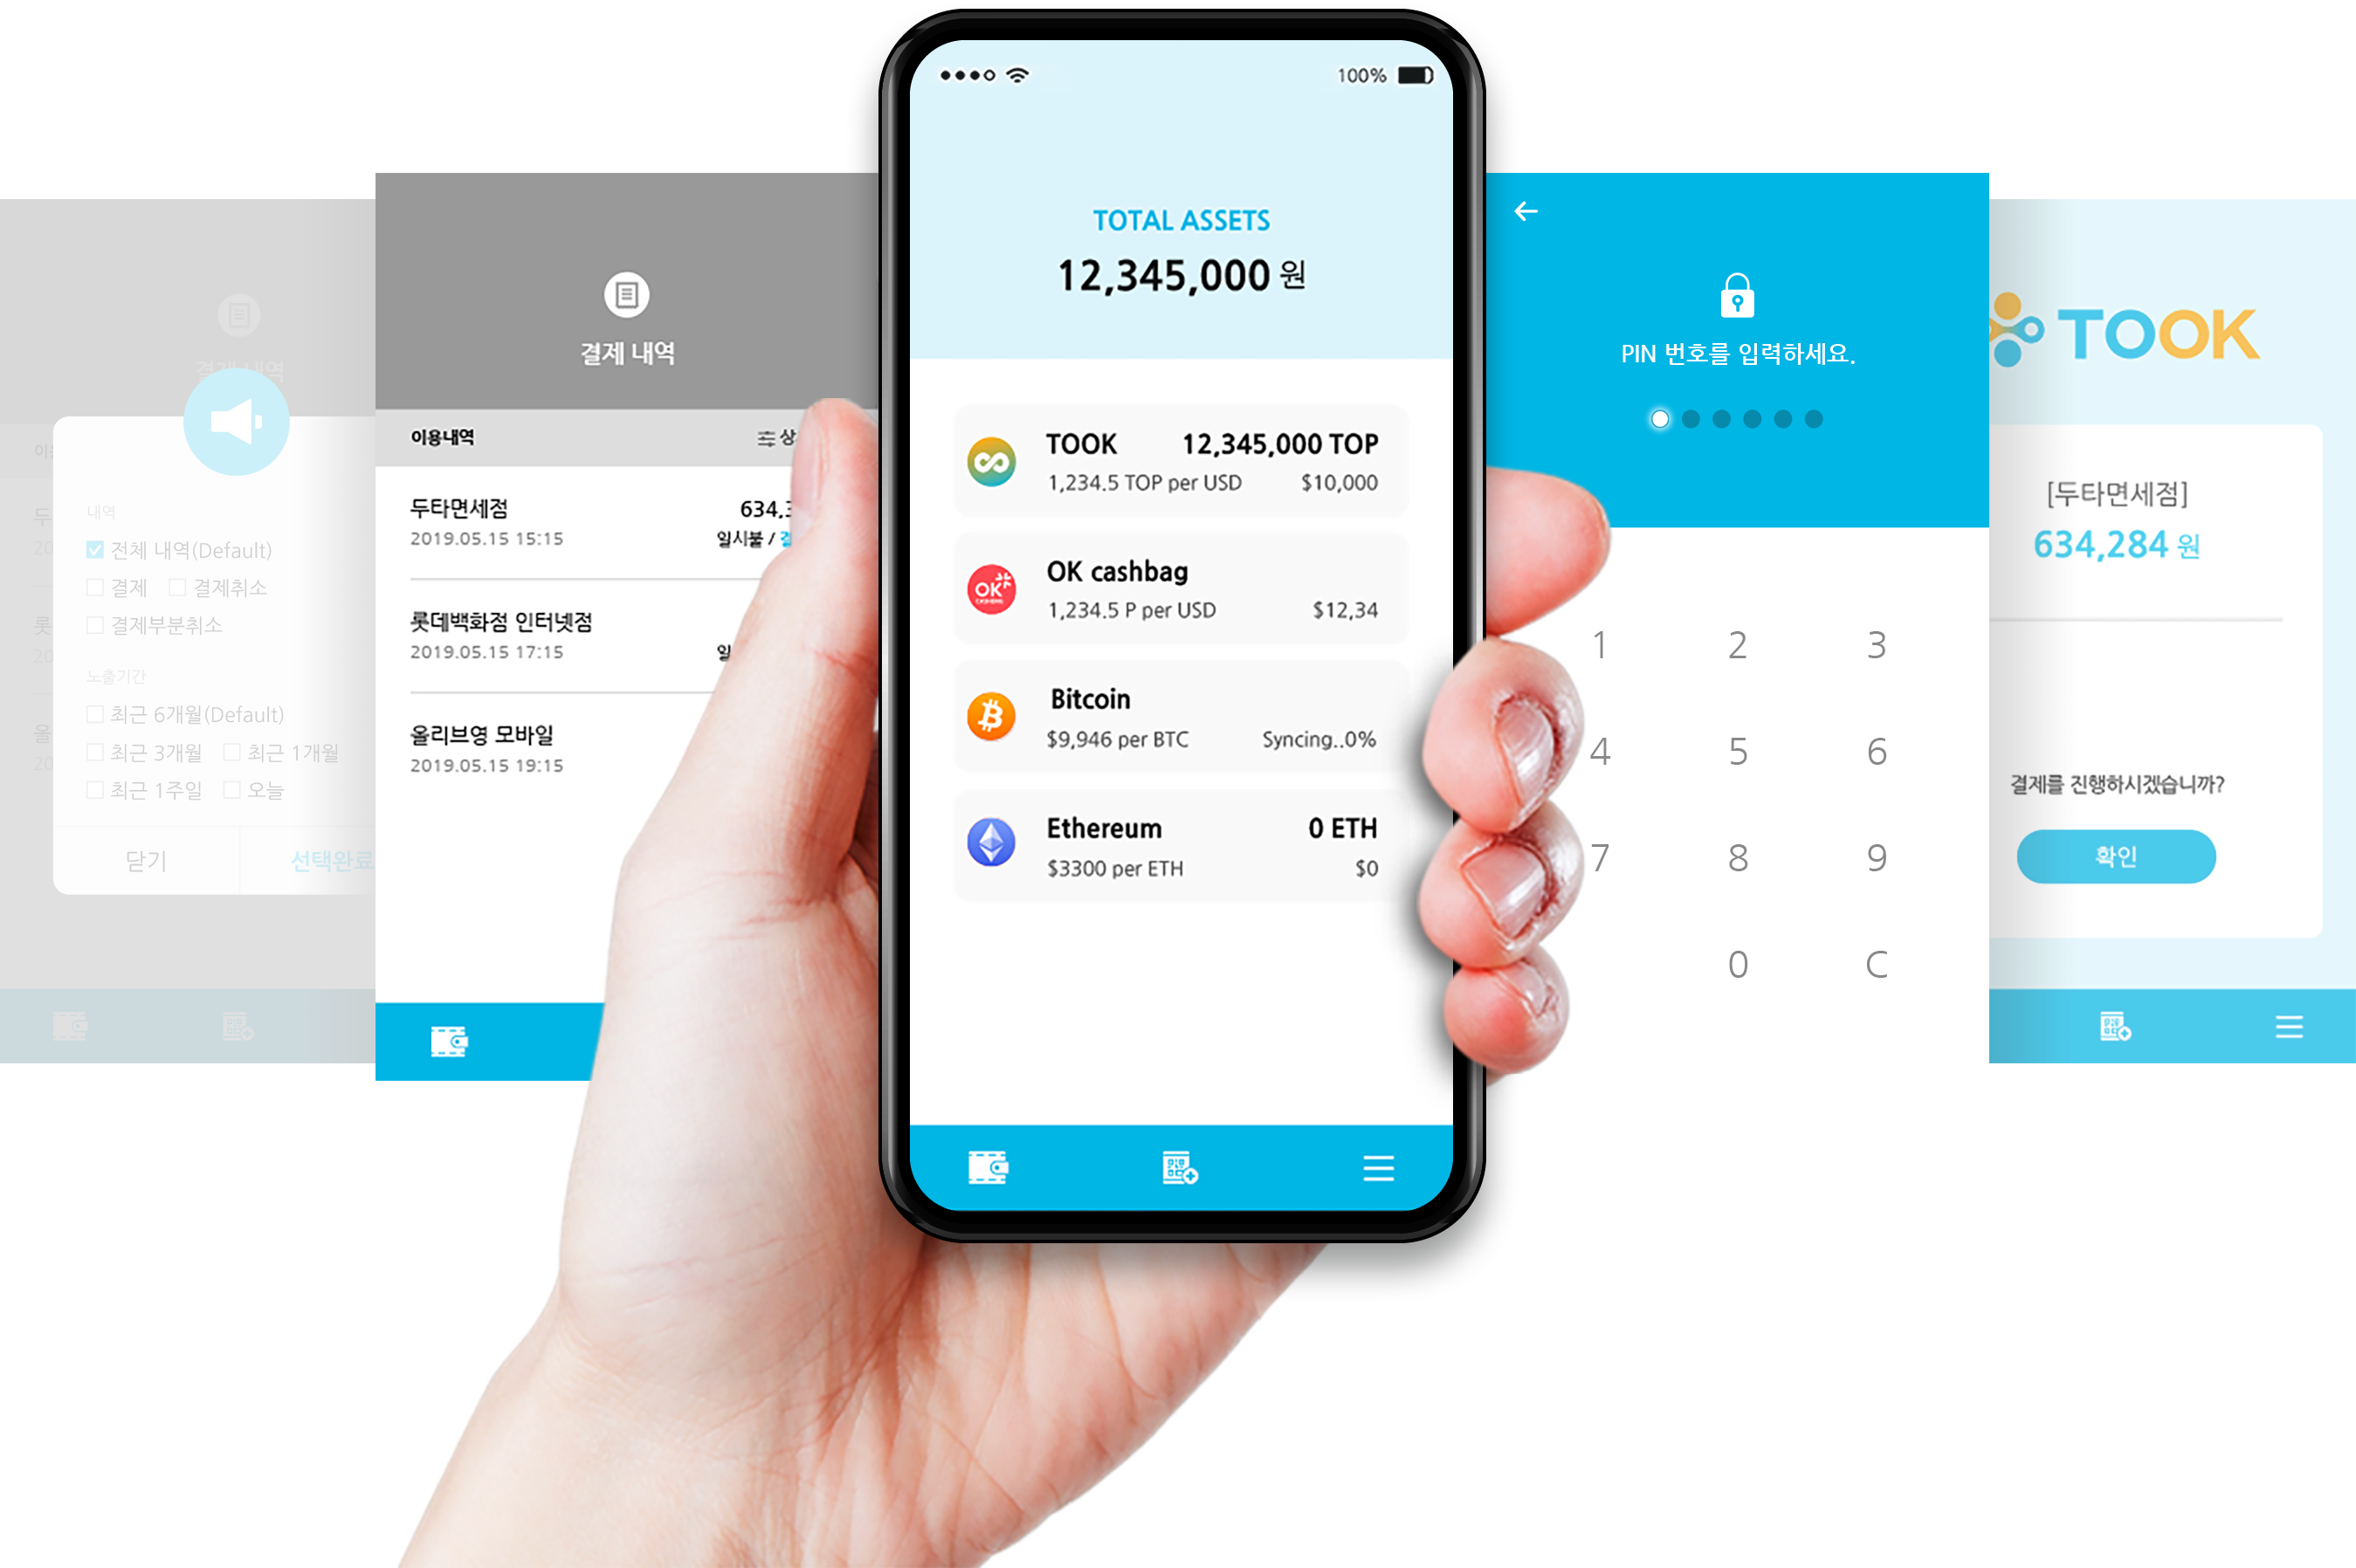 결제 내역
이용
내역
전체 내역(Default)
결제 결제취소
결제부분취소
노출기간
최근 6개월(Default)
최근 3개월 최근 1개월
최근 1주일 오늘
닫기 선택완료
결제 내역
이용내역
두타면세점 634,3
2019.05.15 15:15 일시불 /
롯데백화점 인터넷점
2019.05.15 17:15 일
올리브영 모바일
2019.05.15 19:15
100%
TOTAL ASSETS
12,345,000 원
TOOK 12,345,000 TOP
1,234.5 TOP per USD $10,000
OK cashbag
1,234.5 P per USD $12,34
Bitcoin
$9,946 per BTC Syncing..0%
Ethereum 0 ETH
$3300 per ETH $0
PIN 번호를 입력하세요.
1 2 3
4 5 6
7 8 9
0 C
TOOK
[두타면세점]
634,284 원
결제를 진행하시겠습니까?
확인